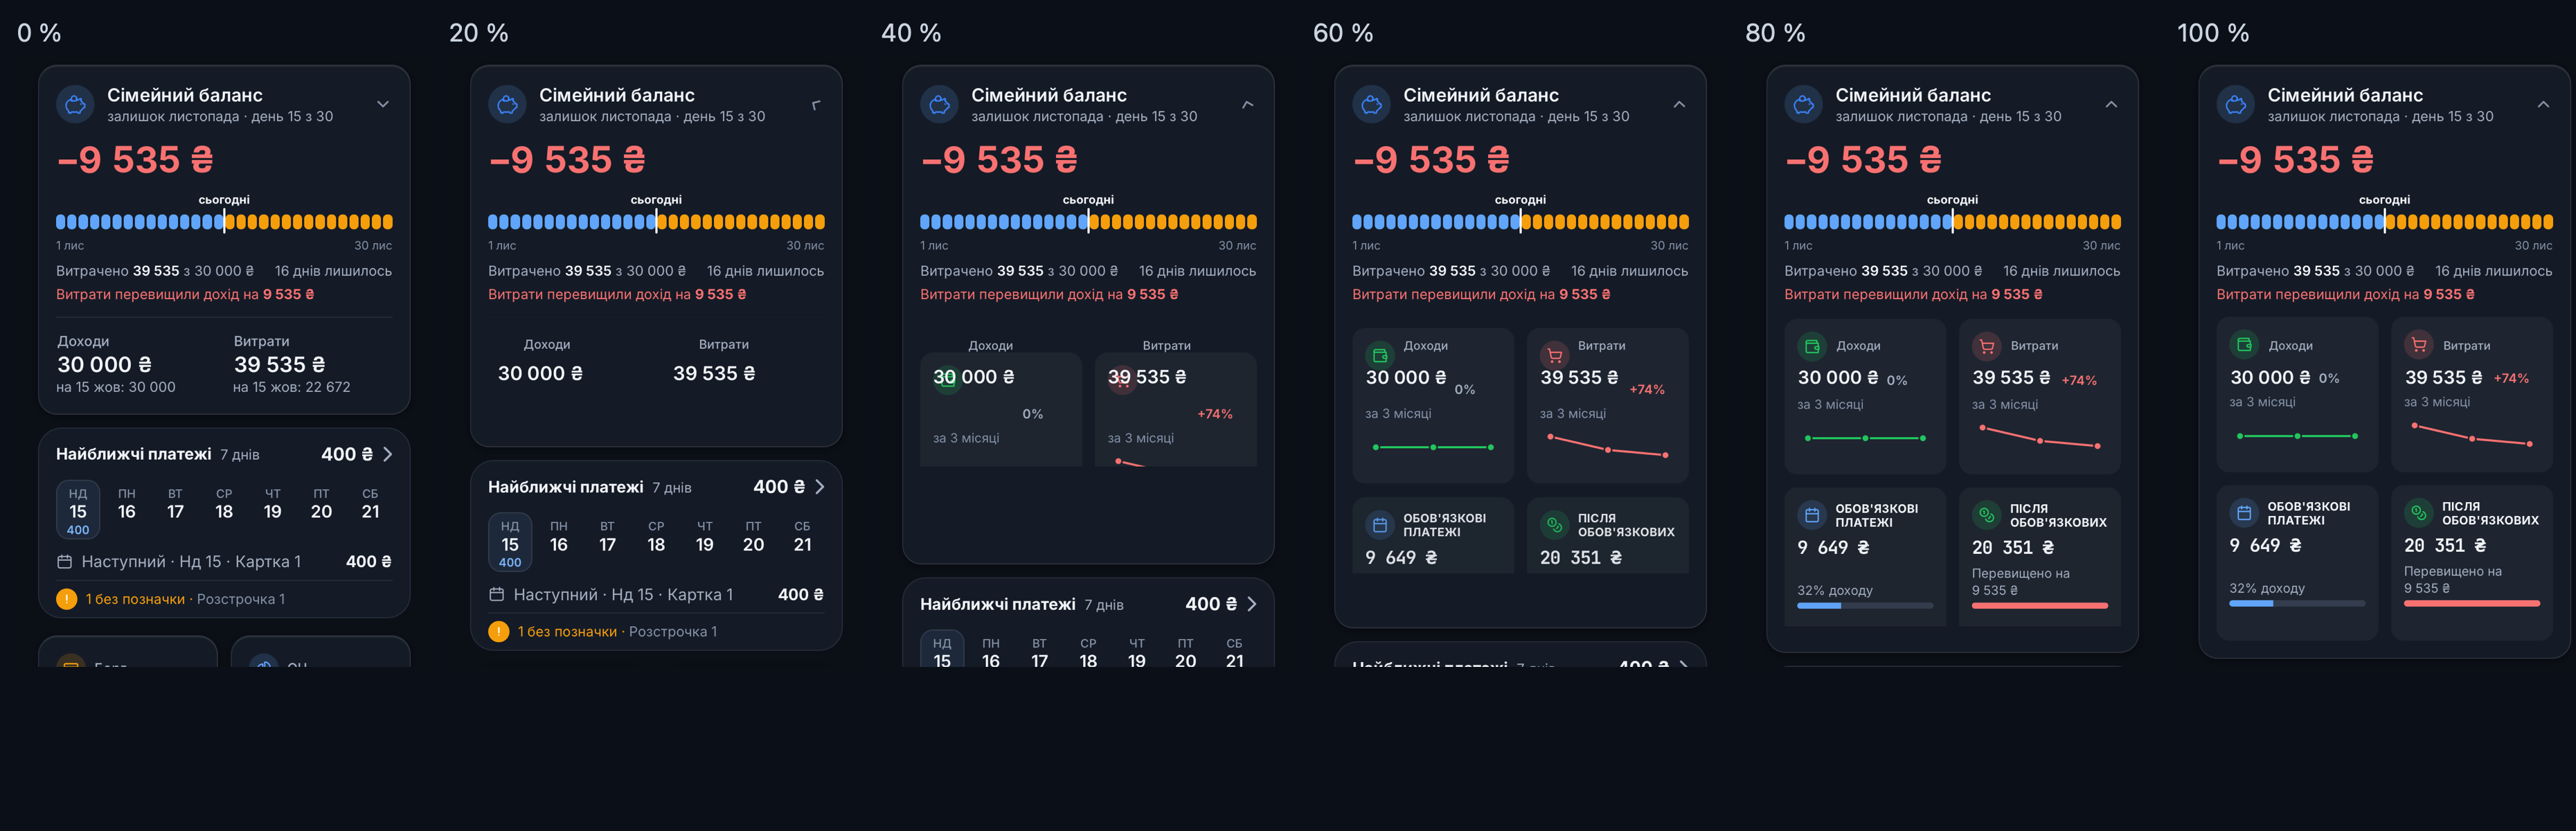 0 %
Сімейний баланс
залишок листопада · день 15 з 30
–9 535 ₴
сьогодні
1 лис 30 лис
Витрачено 39 535 з 30 000 ₴ 16 днів лишилось
Витрати перевищили дохід на 9 535 ₴
Доходи Витрати
30 000 ₴ 39 535 ₴
на 15 жов: 30 000 на 15 жов: 22 672
Найближчі платежі 7 днів 400 ₴
НД ПН ВТ СР ЧТ ПТ СБ
15 16 17 18 19 20 21
400
Наступний · Нд 15 · Картка 1 400 ₴
! 1 без позначки · Розстрочка 1
20 %
Сімейний баланс
залишок листопада · день 15 з 30
–9 535 ₴
сьогодні
1 лис 30 лис
Витрачено 39 535 з 30 000 ₴ 16 днів лишилось
Витрати перевищили дохід на 9 535 ₴
Доходи Витрати
30 000 ₴ 39 535 ₴
Найближчі платежі 7 днів 400 ₴
НД ПН ВТ СР ЧТ ПТ СБ
15 16 17 18 19 20 21
400
Наступний · Нд 15 · Картка 1 400 ₴
! 1 без позначки · Розстрочка 1
40 %
Сімейний баланс
залишок листопада · день 15 з 30
–9 535 ₴
сьогодні
1 лис 30 лис
Витрачено 39 535 з 30 000 ₴ 16 днів лишилось
Витрати перевищили дохід на 9 535 ₴
Доходи Витрати
30 000 ₴ 39 535 ₴
0% +74%
за 3 місяці за 3 місяці
Найближчі платежі 7 днів 400 ₴
НД ПН ВТ СР ЧТ ПТ СБ
15 16 17 18 19 20 21
60 %
Сімейний баланс
залишок листопада · день 15 з 30
–9 535 ₴
сьогодні
1 лис 30 лис
Витрачено 39 535 з 30 000 ₴ 16 днів лишилось
Витрати перевищили дохід на 9 535 ₴
Доходи Витрати
30 000 ₴ 0% 39 535 ₴ +74%
за 3 місяці за 3 місяці
ОБОВ'ЯЗКОВІ ПІСЛЯ
ПЛАТЕЖІ ОБОВ'ЯЗКОВИХ
9 649 ₴ 20 351 ₴
Найближчі платежі 7 днів 400 ₴
80 %
Сімейний баланс
залишок листопада · день 15 з 30
–9 535 ₴
сьогодні
1 лис 30 лис
Витрачено 39 535 з 30 000 ₴ 16 днів лишилось
Витрати перевищили дохід на 9 535 ₴
Доходи Витрати
30 000 ₴ 0% 39 535 ₴ +74%
за 3 місяці за 3 місяці
ОБОВ'ЯЗКОВІ ПІСЛЯ
ПЛАТЕЖІ ОБОВ'ЯЗКОВИХ
9 649 ₴ 20 351 ₴
Перевищено на
32% доходу 9 535 ₴
100 %
Сімейний баланс
залишок листопада · день 15 з 30
–9 535 ₴
сьогодні
1 лис 30 лис
Витрачено 39 535 з 30 000 ₴ 16 днів лишилось
Витрати перевищили дохід на 9 535 ₴
Доходи Витрати
30 000 ₴ 0% 39 535 ₴ +74%
за 3 місяці за 3 місяці
ОБОВ'ЯЗКОВІ ПІСЛЯ
ПЛАТЕЖІ ОБОВ'ЯЗКОВИХ
9 649 ₴ 20 351 ₴
Перевищено на
32% доходу 9 535 ₴